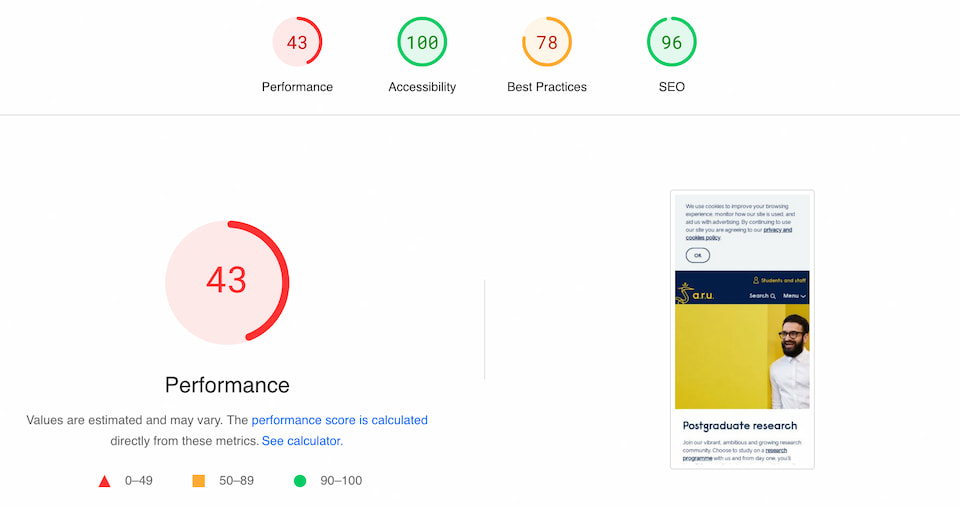 43
100
78
96
Performance
Accessibility
Best Practices
SEO
43
Performance
Values are estimated and may vary. The performance score is calculated
directly from these metrics. See calculator.
0–49
50–89
90–100
We use cookies to improve your browsing
experience, monitor how our site is used, and
aid us with advertising. By continuing to use
our site you are agreeing to our privacy and
cookies policy.
OK
Students and staff
a.r.u.
Search
Menu
Postgraduate research
Join our vibrant, ambitious and growing research
community. Choose to study on a research
programme with us and from day one, you'll